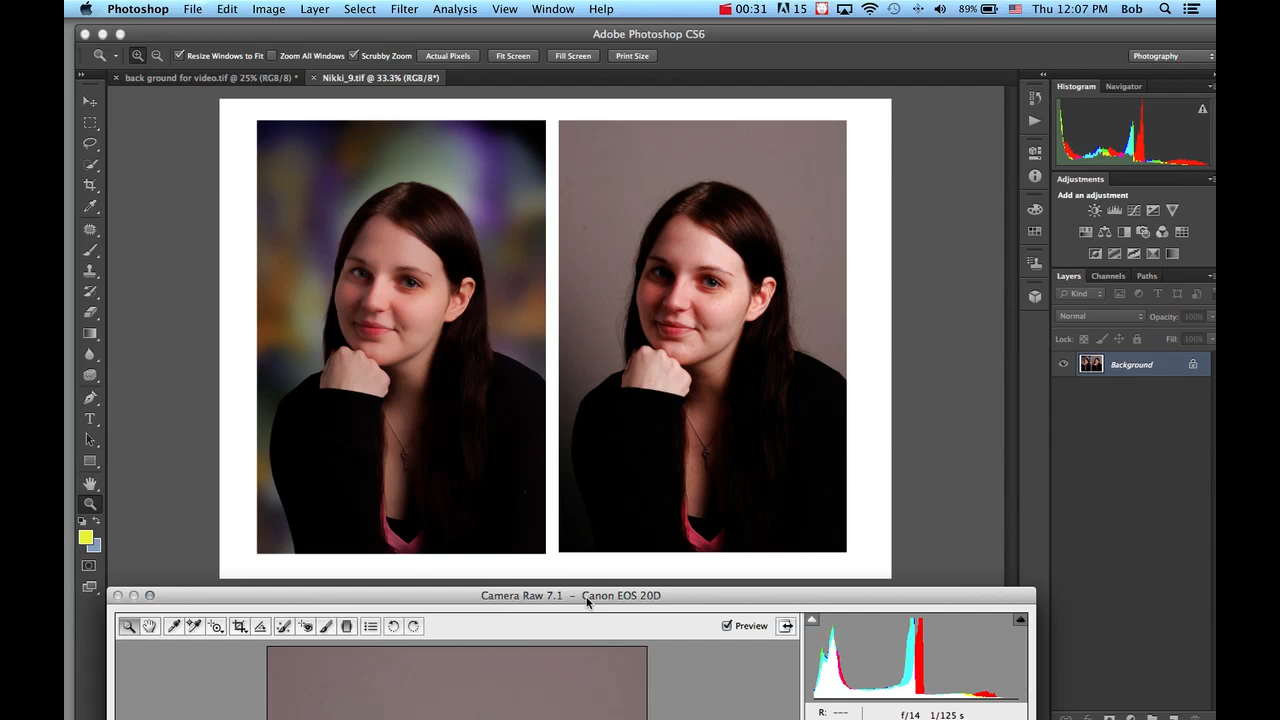 Photoshop File Edit Image Layer Select Filter Analysis View Window Help 00:31 15 89% Thu 12:07 PM Bob
Adobe Photoshop CS6
Resize Windows to Fit Zoom All Windows Scrubby Zoom Actual Pixels Fit Screen Fill Screen Print Size Photography
× back ground for video.tif @ 25% (RGB/8) * × Nikki_9.tif @ 33.3% (RGB/8*)
Histogram Navigator
Adjustments
Add an adjustment
Layers Channels Paths
Kind
Normal Opacity: 100%
Lock: Fill: 100%
Background
Camera Raw 7.1 – Canon EOS 20D
Preview
R: --- f/14 1/125 s